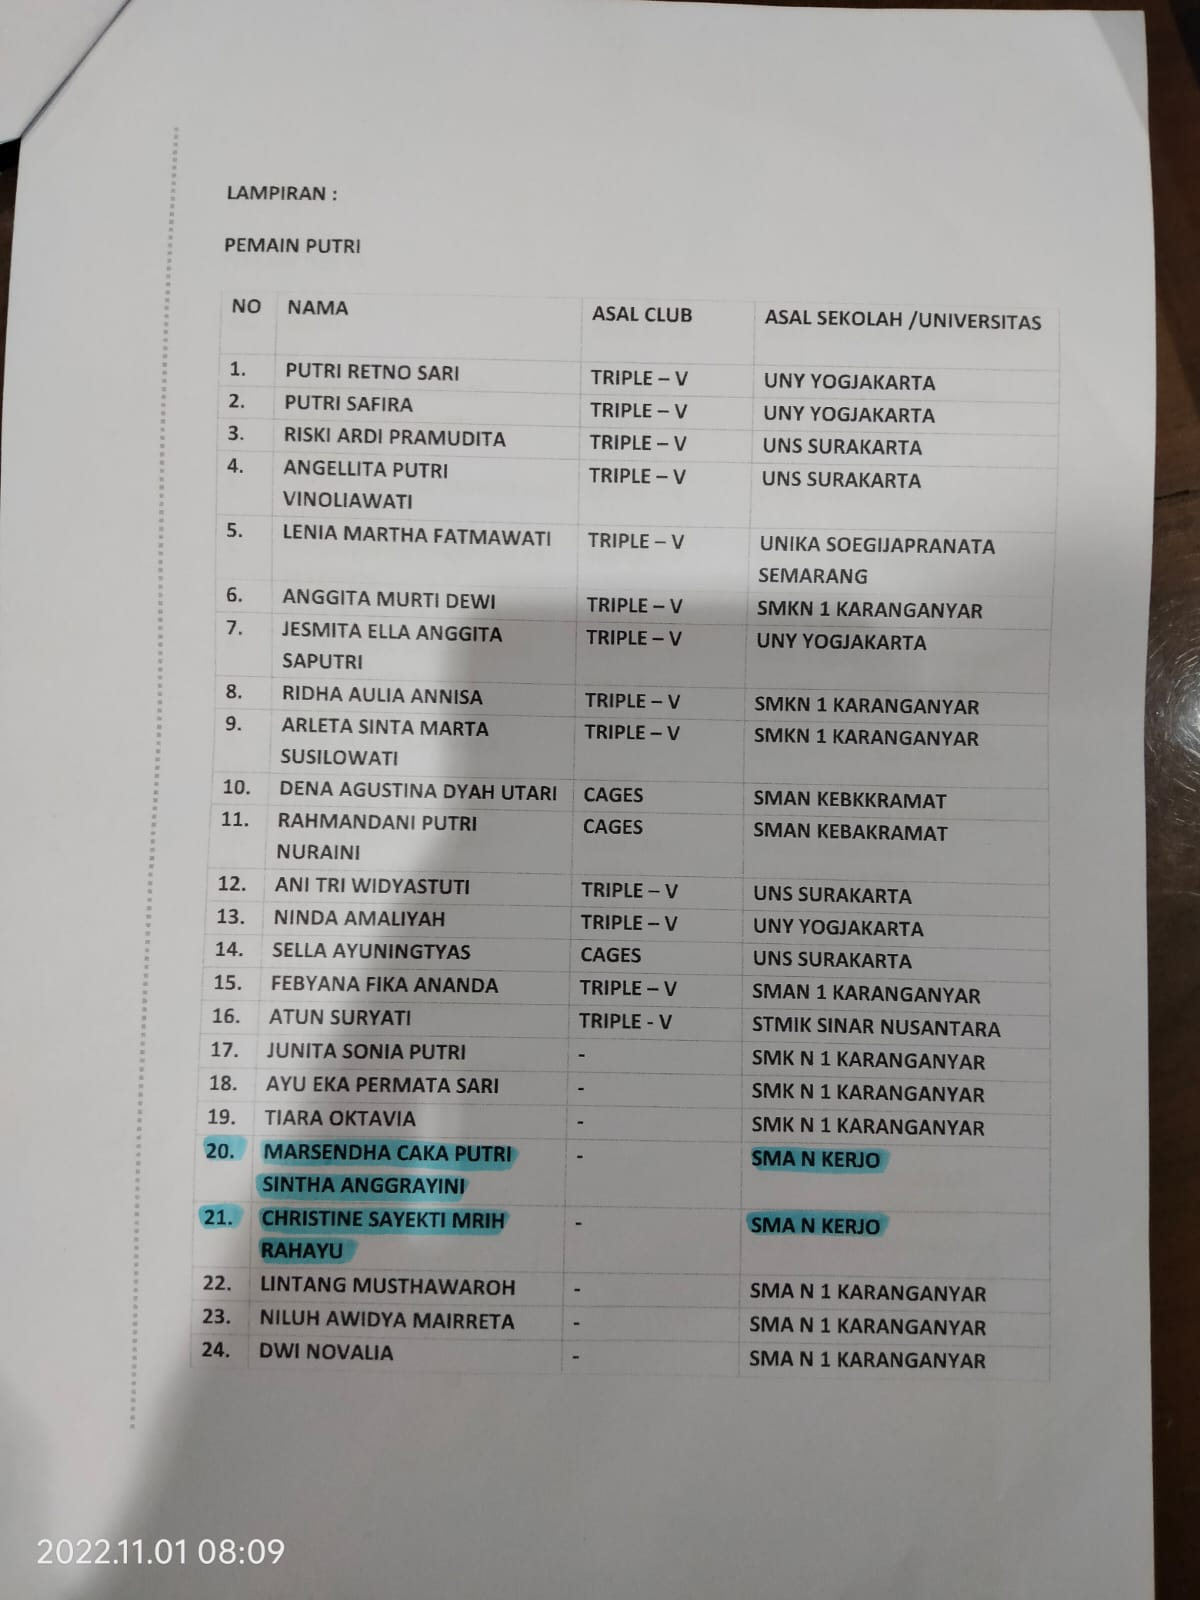 LAMPIRAN :
PEMAIN PUTRI
NO NAMA ASAL CLUB ASAL SEKOLAH /UNIVERSITAS
1. PUTRI RETNO SARI TRIPLE – V UNY YOGJAKARTA
2. PUTRI SAFIRA TRIPLE – V UNY YOGJAKARTA
3. RISKI ARDI PRAMUDITA TRIPLE – V UNS SURAKARTA
4. ANGELLITA PUTRI TRIPLE – V UNS SURAKARTA
VINOLIAWATI
5. LENIA MARTHA FATMAWATI TRIPLE – V UNIKA SOEGIJAPRANATA
SEMARANG
6. ANGGITA MURTI DEWI TRIPLE – V SMKN 1 KARANGANYAR
7. JESMITA ELLA ANGGITA TRIPLE – V UNY YOGJAKARTA
SAPUTRI
8. RIDHA AULIA ANNISA TRIPLE – V SMKN 1 KARANGANYAR
9. ARLETA SINTA MARTA TRIPLE – V SMKN 1 KARANGANYAR
SUSILOWATI
10. DENA AGUSTINA DYAH UTARI CAGES SMAN KEBKKRAMAT
11. RAHMANDANI PUTRI CAGES SMAN KEBAKRAMAT
NURAINI
12. ANI TRI WIDYASTUTI TRIPLE – V UNS SURAKARTA
13. NINDA AMALIYAH TRIPLE – V UNY YOGJAKARTA
14. SELLA AYUNINGTYAS CAGES UNS SURAKARTA
15. FEBYANA FIKA ANANDA TRIPLE – V SMAN 1 KARANGANYAR
16. ATUN SURYATI TRIPLE - V STMIK SINAR NUSANTARA
17. JUNITA SONIA PUTRI - SMK N 1 KARANGANYAR
18. AYU EKA PERMATA SARI - SMK N 1 KARANGANYAR
19. TIARA OKTAVIA - SMK N 1 KARANGANYAR
20. MARSENDHA CAKA PUTRI - SMA N KERJO
SINTHA ANGGRAYINI
21. CHRISTINE SAYEKTI MRIH - SMA N KERJO
RAHAYU
22. LINTANG MUSTHAWAROH - SMA N 1 KARANGANYAR
23. NILUH AWIDYA MAIRRETA - SMA N 1 KARANGANYAR
24. DWI NOVALIA - SMA N 1 KARANGANYAR
2022.11.01 08:09